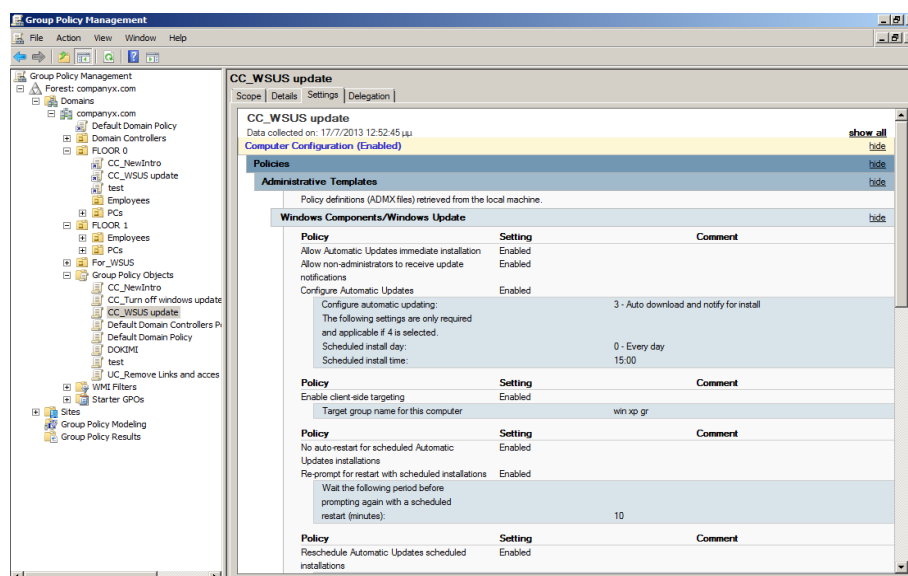 Group Policy Management
File Action View Window Help
Group Policy Management
Forest: companyx.com
Domains
companyx.com
Default Domain Policy
Domain Controllers
FLOOR 0
CC_NewIntro
CC_WSUS update
test
Employees
PCs
FLOOR 1
Employees
PCs
For_WSUS
Group Policy Objects
CC_NewIntro
CC_Turn off windows update
CC_WSUS update
Default Domain Controllers P
Default Domain Policy
DOKIMI
test
UC_Remove Links and acces
WMI Filters
Starter GPOs
Sites
Group Policy Modeling
Group Policy Results
CC_WSUS update
Scope Details Settings Delegation
CC_WSUS update
Data collected on: 17/7/2013 12:52:45 μμ show all
Computer Configuration (Enabled) hide
Policies hide
Administrative Templates hide
Policy definitions (ADMX files) retrieved from the local machine.
Windows Components/Windows Update hide
Policy Setting Comment
Allow Automatic Updates immediate installation Enabled
Allow non-administrators to receive update Enabled
notifications
Configure Automatic Updates Enabled
Configure automatic updating: 3 - Auto download and notify for install
The following settings are only required
and applicable if 4 is selected.
Scheduled install day: 0 - Every day
Scheduled install time: 15:00
Policy Setting Comment
Enable client-side targeting Enabled
Target group name for this computer win xp gr
Policy Setting Comment
No auto-restart for scheduled Automatic Enabled
Updates installations
Re-prompt for restart with scheduled installations Enabled
Wait the following period before
prompting again with a scheduled
restart (minutes): 10
Policy Setting Comment
Reschedule Automatic Updates scheduled Enabled
installations